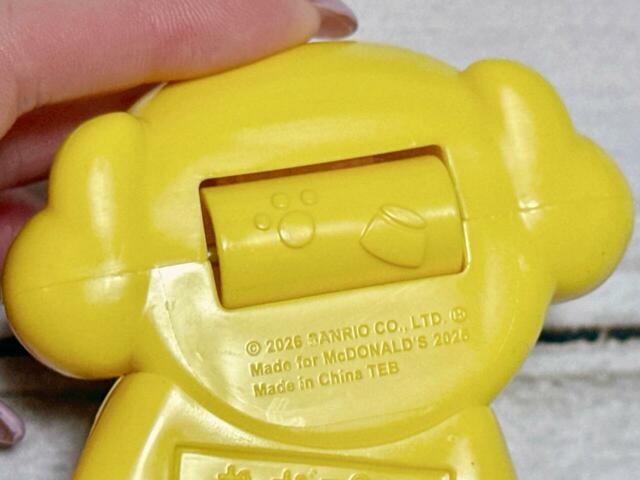 © 2026 SANRIO CO., LTD. Ⓛ
Made for McDONALD'S 2026
Made in China TEB